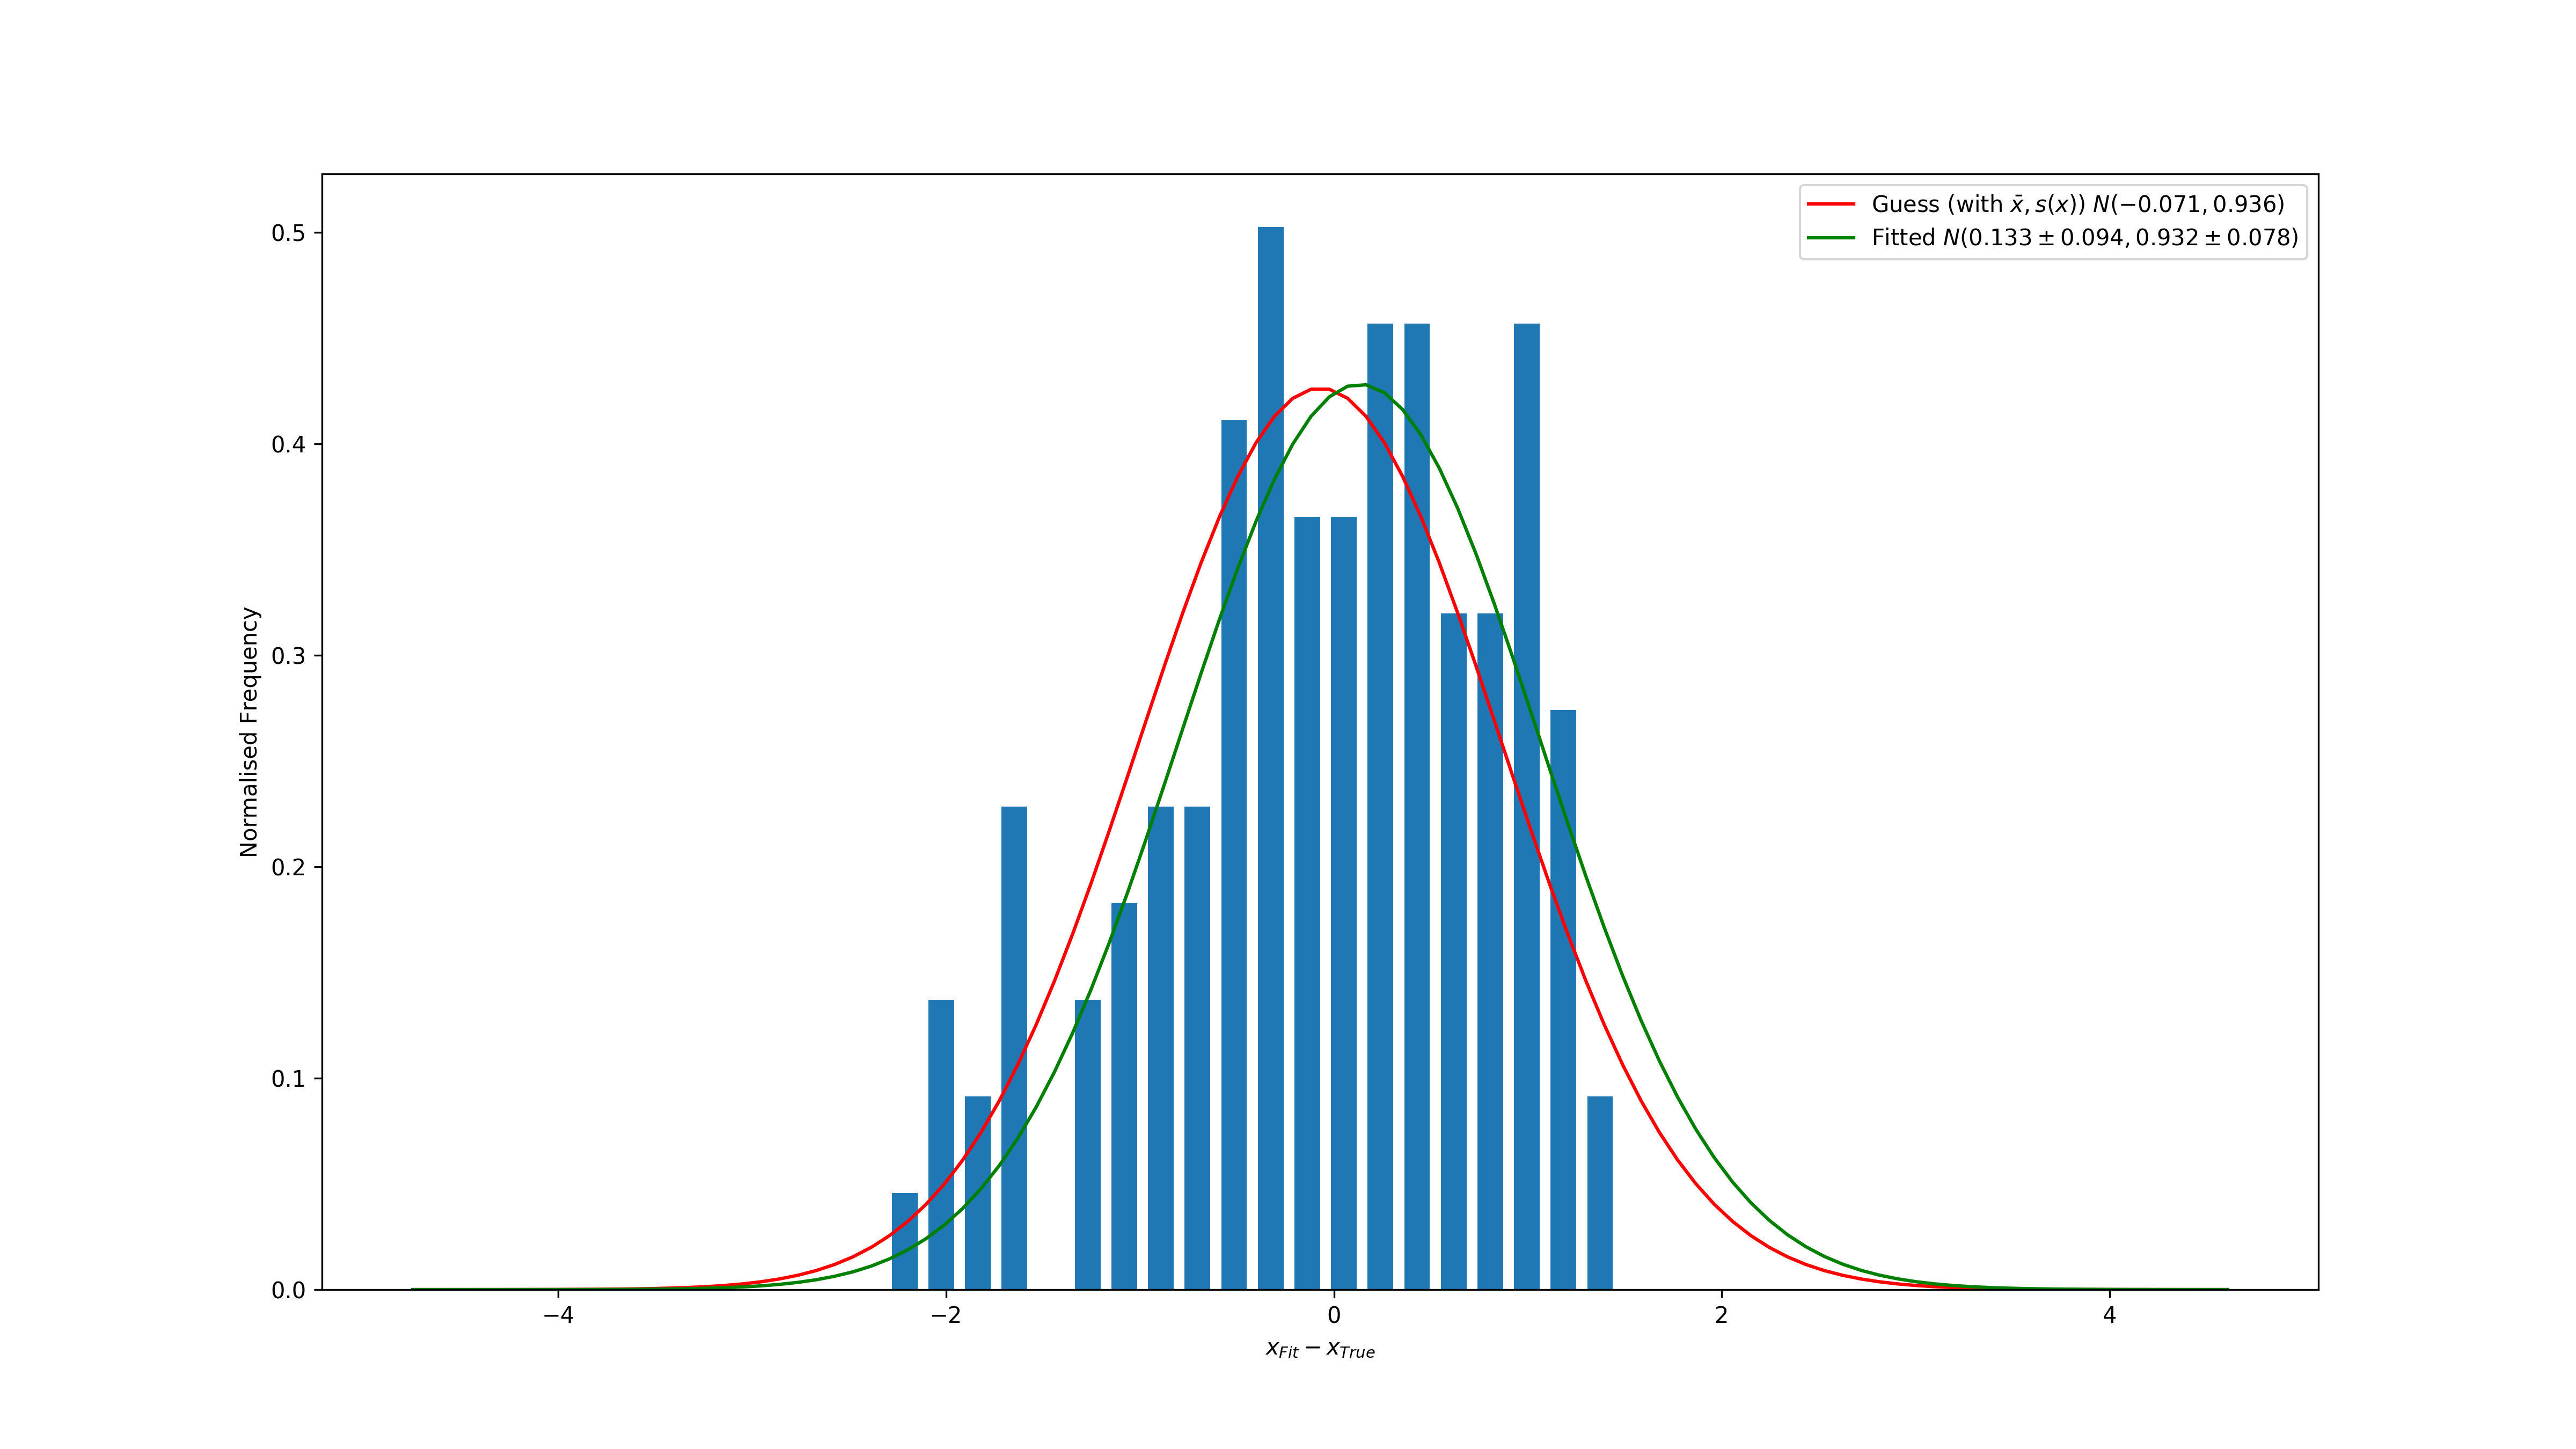 Guess (with x̄, s(x)) N(−0.071, 0.936)
Fitted N(0.133 ± 0.094, 0.932 ± 0.078)
0.5
0.4
0.3
0.2
0.1
0.0
Normalised Frequency
−4 −2 0 2 4
x_Fit − x_True